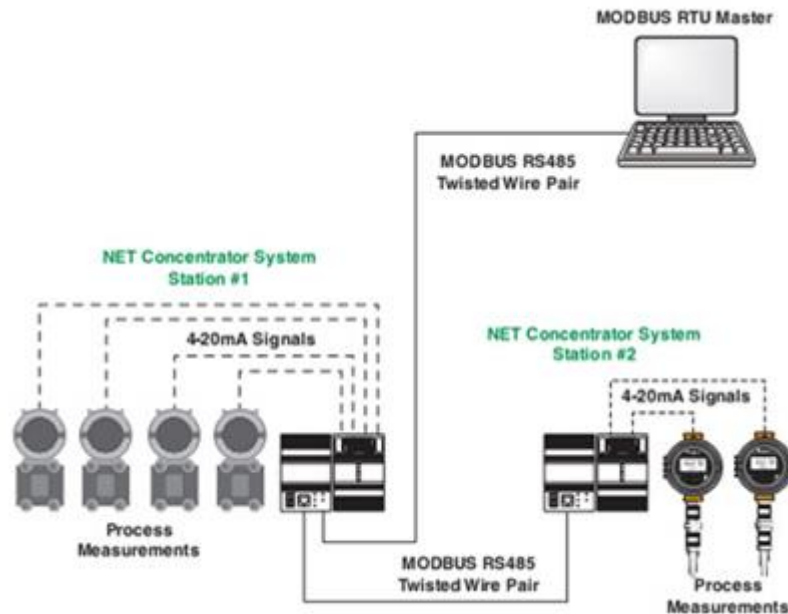 MODBUS RTU Master
MODBUS RS485
Twisted Wire Pair
NET Concentrator System
Station #1
4-20mA Signals
NET Concentrator System
Station #2
4-20mA Signals
Process
Measurements
MODBUS RS485
Twisted Wire Pair
Process
Measurements